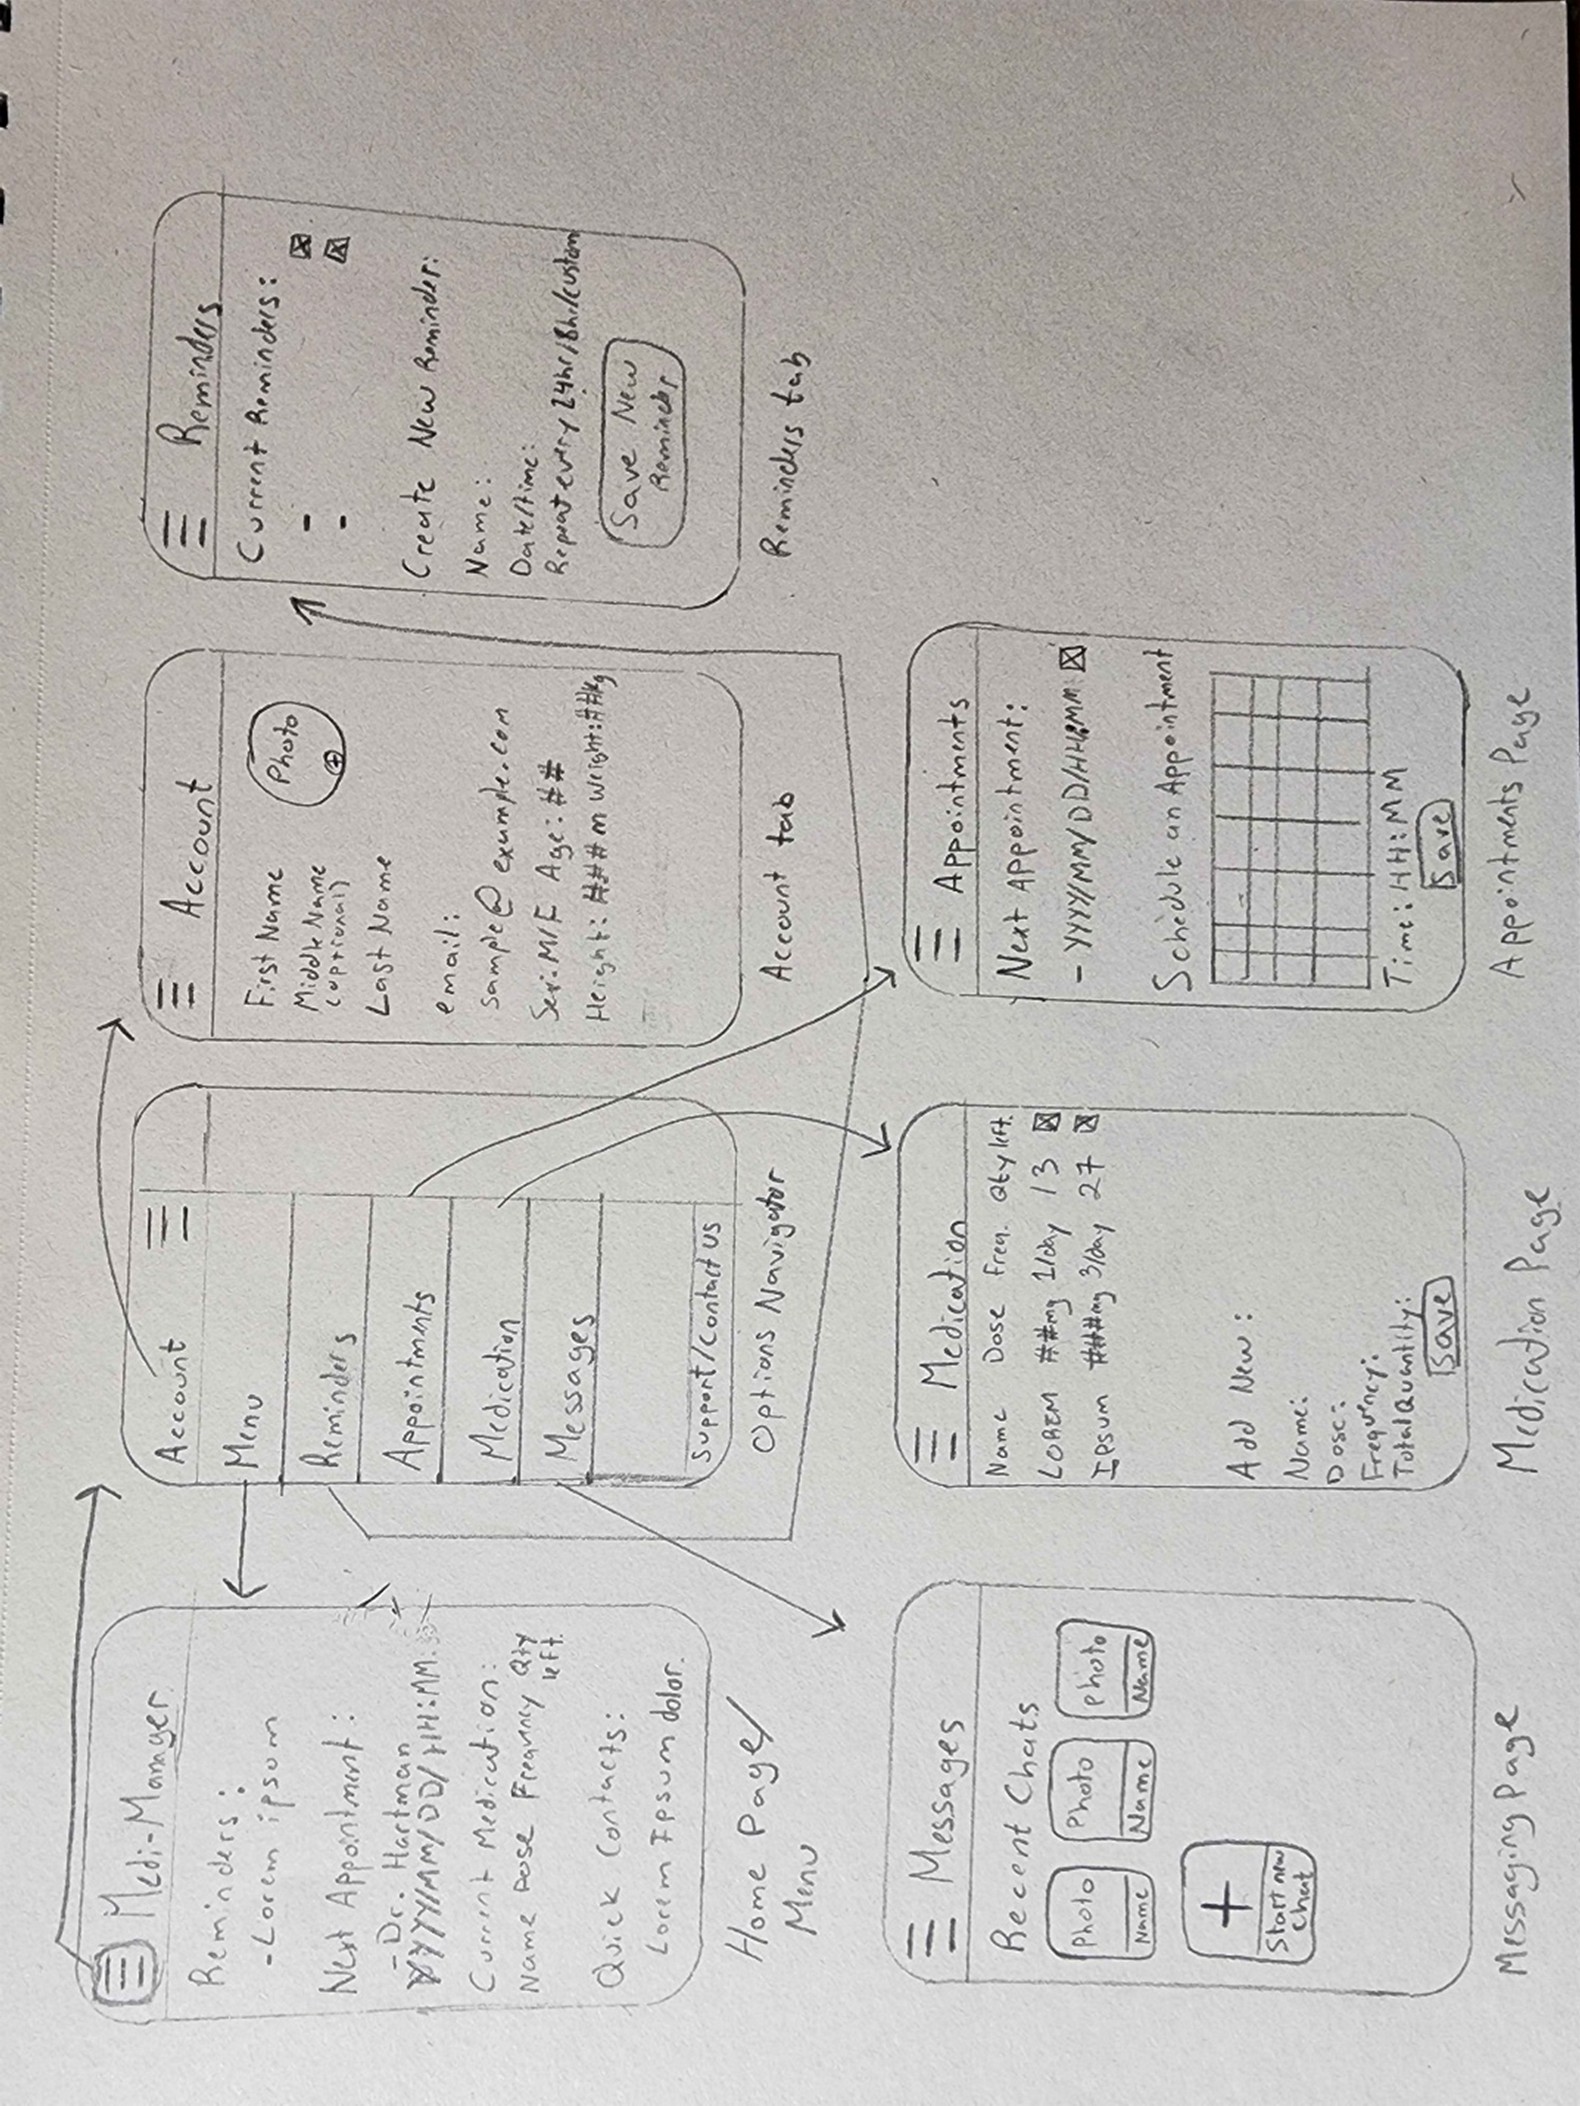 Medi-Manager
Reminders:
- Lorem ipsum
Next Appointment:
- Dr. Hartman
YYYY/MM/DD/HH:MM
Current Medication:
Name Dose Frequency Qty
left.
Quick Contacts:
Lorem Ipsum dolor.
Home Page/
Menu
Account
Menu
Reminders
Appointments
Medication
Messages
Support/Contact us
Options Navigator
Account
First Name
Photo
Middle Name
(optional)
Last Name
email:
sample@example.com
Sex: M/F Age: ##
Height: ###m Weight: ##kg
Account tab
Reminders
Current Reminders:
-
-
Create New Reminder:
Name:
Date/time:
Repeat every 24hr/8hr/custom
Save New
Reminder
Reminders tab
Messages
Recent Chats
Photo Photo Photo
Name Name Name
+
Start new
Chat
Messaging Page
Medication
Name Dose Freq. Qty left.
LOREM ##mg 1/day 13
Ipsum ###mg 3/day 27
Add New:
Name:
Dose:
Frequency:
Total Quantity:
Save
Medication Page
Appointments
Next Appointment:
- YYYY/MM/DD/HH:MM
Schedule an Appointment
Time: HH:MM
Save
Appointments Page